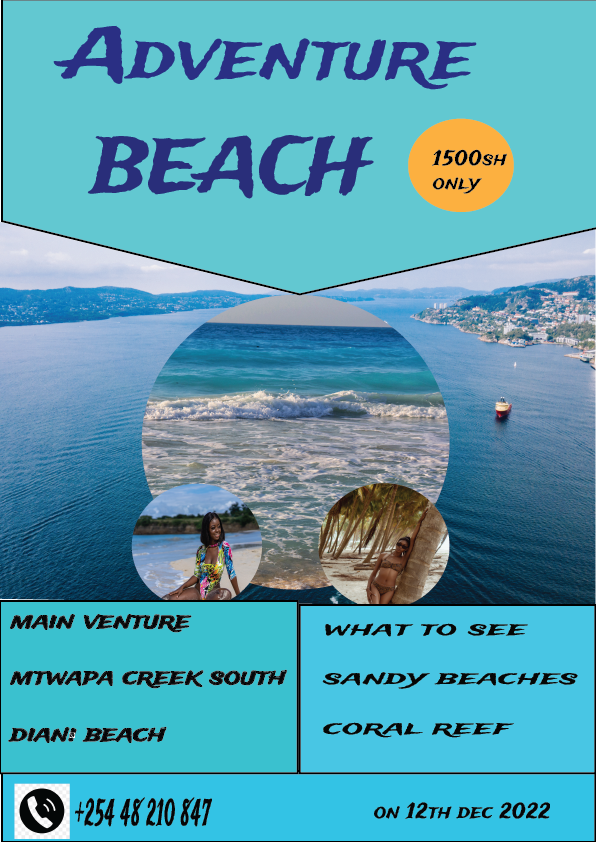 ADVENTURE
BEACH
1500SH
ONLY
MAIN VENTURE
MTWAPA CREEK SOUTH
DIANI BEACH
WHAT TO SEE
SANDY BEACHES
CORAL REEF
+254 48 210 847
ON 12TH DEC 2022